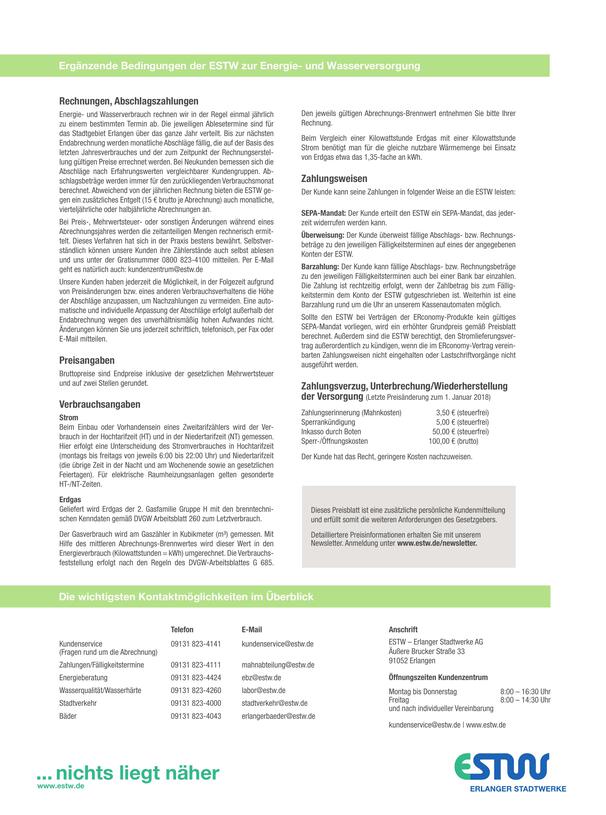 Ergänzende Bedingungen der ESTW zur Energie- und Wasserversorgung
Rechnungen, Abschlagszahlungen
Energie- und Wasserverbrauch rechnen wir in der Regel einmal jährlich
zu einem bestimmten Termin ab. Die jeweiligen Ablesetermine sind für
das Stadtgebiet Erlangen über das ganze Jahr verteilt. Bis zur nächsten
Endabrechnung werden monatliche Abschläge fällig, die auf der Basis des
letzten Jahresverbrauches und der zum Zeitpunkt der Rechnungserstel-
lung gültigen Preise errechnet werden. Bei Neukunden bemessen sich die
Abschläge nach Erfahrungswerten vergleichbarer Kundengruppen. Ab-
schlagsbeträge werden immer für den zurückliegenden Verbrauchsmonat
berechnet. Abweichend von der jährlichen Rechnung bieten die ESTW ge-
gen ein zusätzliches Entgelt (15 € brutto je Abrechnung) auch monatliche,
vierteljährliche oder halbjährliche Abrechnungen an.
Bei Preis-, Mehrwertsteuer- oder sonstigen Änderungen während eines
Abrechnungsjahres werden die zeitanteiligen Mengen rechnerisch ermit-
telt. Dieses Verfahren hat sich in der Praxis bestens bewährt. Selbstver-
ständlich können unsere Kunden ihre Zählerstände auch selbst ablesen
und uns unter der Gratisnummer 0800 823-4100 mitteilen. Per E-Mail
geht es natürlich auch: kundenzentrum@estw.de
Unsere Kunden haben jederzeit die Möglichkeit, in der Folgezeit aufgrund
von Preisänderungen bzw. eines anderen Verbrauchsverhaltens die Höhe
der Abschläge anzupassen, um Nachzahlungen zu vermeiden. Eine auto-
matische und individuelle Anpassung der Abschläge erfolgt außerhalb der
Endabrechnung wegen des unverhältnismäßig hohen Aufwandes nicht.
Änderungen können Sie uns jederzeit schriftlich, telefonisch, per Fax oder
E-Mail mitteilen.
Preisangaben
Bruttopreise sind Endpreise inklusive der gesetzlichen Mehrwertsteuer
und auf zwei Stellen gerundet.
Verbrauchsangaben
Strom
Beim Einbau oder Vorhandensein eines Zweitarifzählers wird der Ver-
brauch in der Hochtarifzeit (HT) und in der Niedertarifzeit (NT) gemessen.
Hier erfolgt eine Unterscheidung des Stromverbrauches in Hochtarifzeit
(montags bis freitags von jeweils 6:00 bis 22:00 Uhr) und Niedertarifzeit
(die übrige Zeit in der Nacht und am Wochenende sowie an gesetzlichen
Feiertagen). Für elektrische Raumheizungsanlagen gelten gesonderte
HT-/NT-Zeiten.
Erdgas
Geliefert wird Erdgas der 2. Gasfamilie Gruppe H mit den brenntechni-
schen Kenndaten gemäß DVGW Arbeitsblatt 260 zum Letztverbrauch.
Der Gasverbrauch wird am Gaszähler in Kubikmeter (m³) gemessen. Mit
Hilfe des mittleren Abrechnungs-Brennwertes wird dieser Wert in den
Energieverbrauch (Kilowattstunden = kWh) umgerechnet. Die Verbrauchs-
feststellung erfolgt nach den Regeln des DVGW-Arbeitsblattes G 685.
Den jeweils gültigen Abrechnungs-Brennwert entnehmen Sie bitte Ihrer
Rechnung.
Beim Vergleich einer Kilowattstunde Erdgas mit einer Kilowattstunde
Strom benötigt man für die gleiche nutzbare Wärmemenge bei Einsatz
von Erdgas etwa das 1,35-fache an kWh.
Zahlungsweisen
Der Kunde kann seine Zahlungen in folgender Weise an die ESTW leisten:
SEPA-Mandat: Der Kunde erteilt den ESTW ein SEPA-Mandat, das jeder-
zeit widerrufen werden kann.
Überweisung: Der Kunde überweist fällige Abschlags- bzw. Rechnungs-
beträge zu den jeweiligen Fälligkeitsterminen auf eines der angegebenen
Konten der ESTW.
Barzahlung: Der Kunde kann fällige Abschlags- bzw. Rechnungsbeträge
zu den jeweiligen Fälligkeitsterminen auch bei einer Bank bar einzahlen.
Die Zahlung ist rechtzeitig erfolgt, wenn der Zahlbetrag bis zum Fällig-
keitstermin dem Konto der ESTW gutgeschrieben ist. Weiterhin ist eine
Barzahlung rund um die Uhr an unserem Kassenautomaten möglich.
Sollte den ESTW bei Verträgen der ERconomy-Produkte kein gültiges
SEPA-Mandat vorliegen, wird ein erhöhter Grundpreis gemäß Preisblatt
berechnet. Außerdem sind die ESTW berechtigt, den Stromlieferungsver-
trag außerordentlich zu kündigen, wenn die im ERconomy-Vertrag verein-
barten Zahlungsweisen nicht eingehalten oder Lastschriftvorgänge nicht
ausgeführt werden.
Zahlungsverzug, Unterbrechung/Wiederherstellung
der Versorgung (Letzte Preisänderung zum 1. Januar 2018)
Zahlungserinnerung (Mahnkosten) 3,50 € (steuerfrei)
Sperrankündigung 5,00 € (steuerfrei)
Inkasso durch Boten 50,00 € (steuerfrei)
Sperr-/Öffnungskosten 100,00 € (brutto)
Der Kunde hat das Recht, geringere Kosten nachzuweisen.
Dieses Preisblatt ist eine zusätzliche persönliche Kundenmitteilung
und erfüllt somit die weiteren Anforderungen des Gesetzgebers.
Detailliertere Preisinformationen erhalten Sie mit unserem
Newsletter. Anmeldung unter www.estw.de/newsletter.
Die wichtigsten Kontaktmöglichkeiten im Überblick
Telefon E-Mail
Kundenservice 09131 823-4141 kundenservice@estw.de
(Fragen rund um die Abrechnung)
Zahlungen/Fälligkeitstermine 09131 823-4111 mahnabteilung@estw.de
Energieberatung 09131 823-4424 ebz@estw.de
Wasserqualität/Wasserhärte 09131 823-4260 labor@estw.de
Stadtverkehr 09131 823-4000 stadtverkehr@estw.de
Bäder 09131 823-4043 erlangerbaeder@estw.de
Anschrift
ESTW – Erlanger Stadtwerke AG
Äußere Brucker Straße 33
91052 Erlangen
Öffnungszeiten Kundenzentrum
Montag bis Donnerstag 8:00 – 16:30 Uhr
Freitag 8:00 – 14:30 Uhr
und nach individueller Vereinbarung
kundenservice@estw.de | www.estw.de
... nichts liegt näher
www.estw.de
ESTW
ERLANGER STADTWERKE